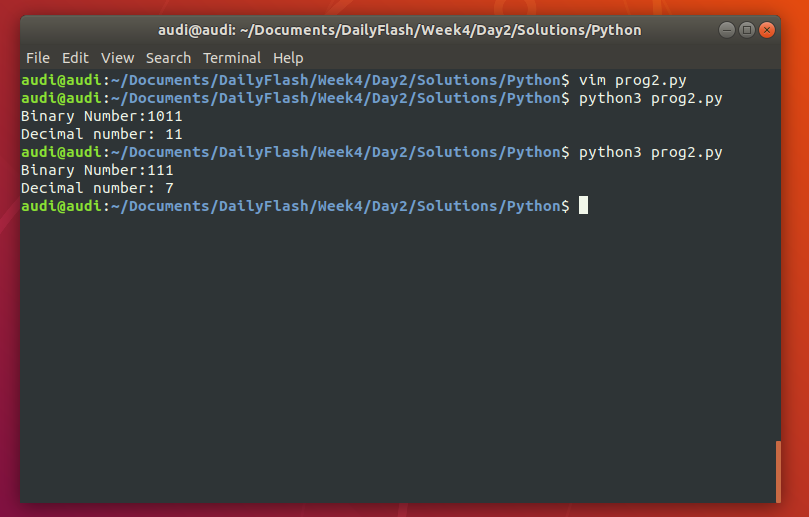 audi@audi: ~/Documents/DailyFlash/Week4/Day2/Solutions/Python
File Edit View Search Terminal Help
audi@audi:~/Documents/DailyFlash/Week4/Day2/Solutions/Python$ vim prog2.py
audi@audi:~/Documents/DailyFlash/Week4/Day2/Solutions/Python$ python3 prog2.py
Binary Number:1011
Decimal number: 11
audi@audi:~/Documents/DailyFlash/Week4/Day2/Solutions/Python$ python3 prog2.py
Binary Number:111
Decimal number: 7
audi@audi:~/Documents/DailyFlash/Week4/Day2/Solutions/Python$